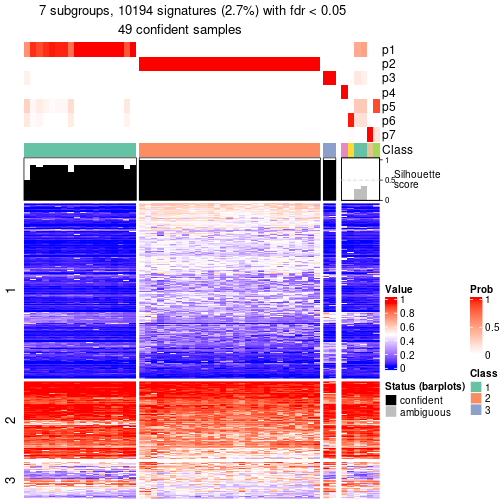 7 subgroups, 10194 signatures (2.7%) with fdr < 0.05
49 confident samples
p1
p2
p3
p4
p5
p6
p7
Class
1
0.5
0
Silhouette
score
1
2
3
Value
1
0.8
0.6
0.4
0.2
0
Prob
1
0.5
0
Status (barplots)
confident
ambiguous
Class
1
2
3